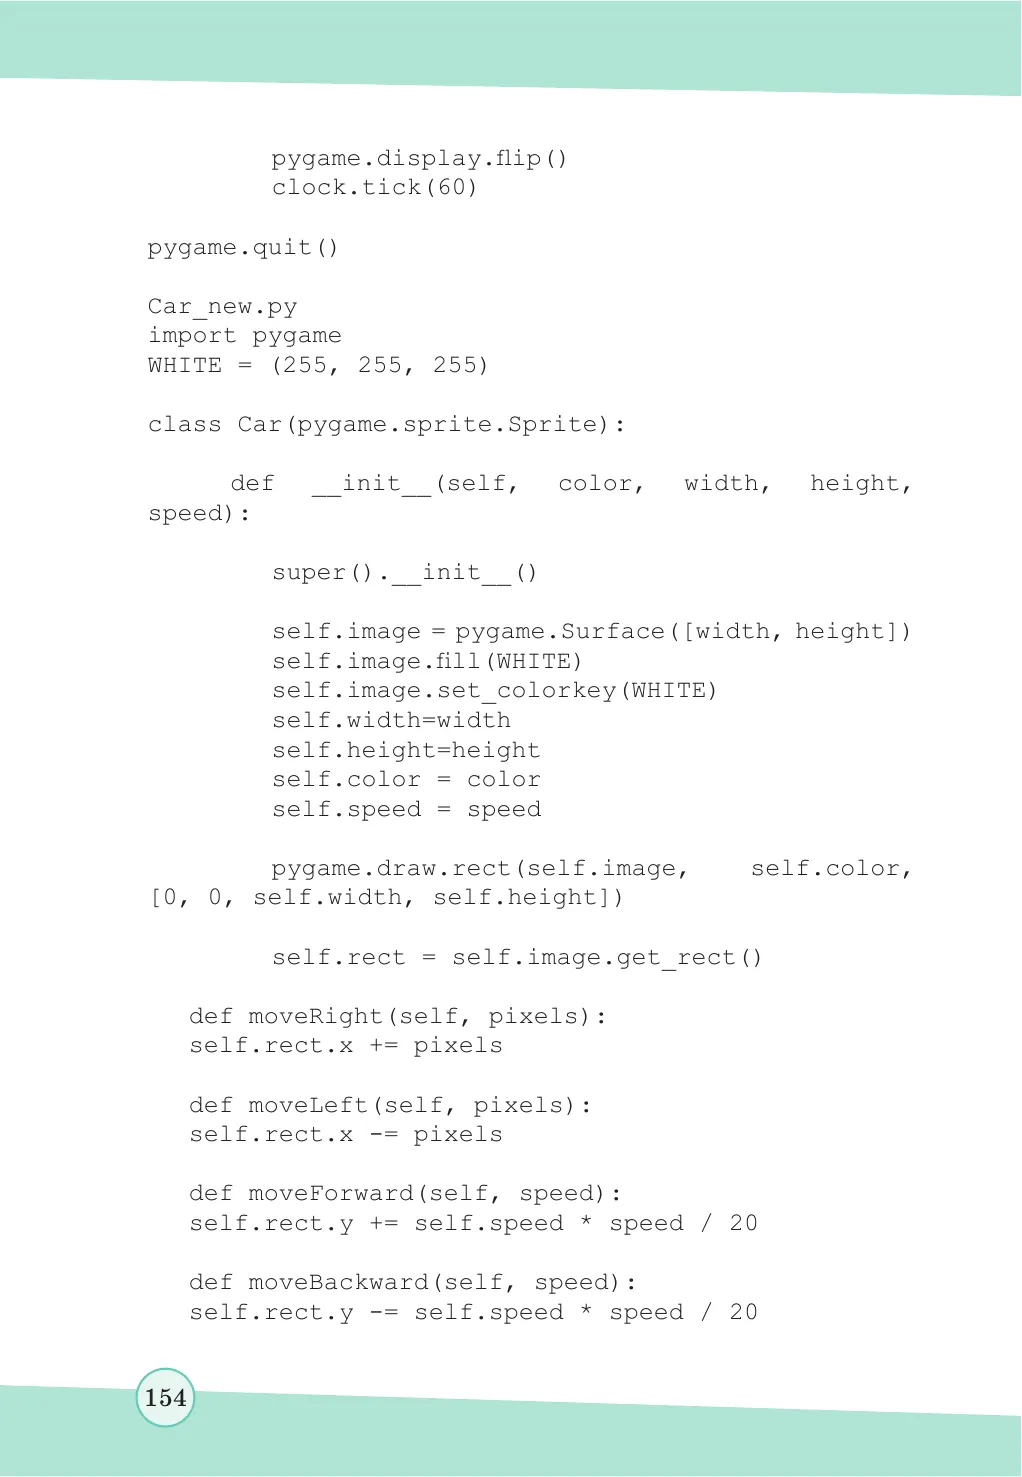 pygame.display.flip()
clock.tick(60)
pygame.quit()
Car_new.py
import pygame
WHITE = (255, 255, 255)
class Car(pygame.sprite.Sprite):
def __init__(self, color, width, height,
speed):
super().__init__()
self.image = pygame.Surface([width, height])
self.image.fill(WHITE)
self.image.set_colorkey(WHITE)
self.width=width
self.height=height
self.color = color
self.speed = speed
pygame.draw.rect(self.image, self.color,
[0, 0, self.width, self.height])
self.rect = self.image.get_rect()
def moveRight(self, pixels):
self.rect.x += pixels
def moveLeft(self, pixels):
self.rect.x -= pixels
def moveForward(self, speed):
self.rect.y += self.speed * speed / 20
def moveBackward(self, speed):
self.rect.y -= self.speed * speed / 20
154